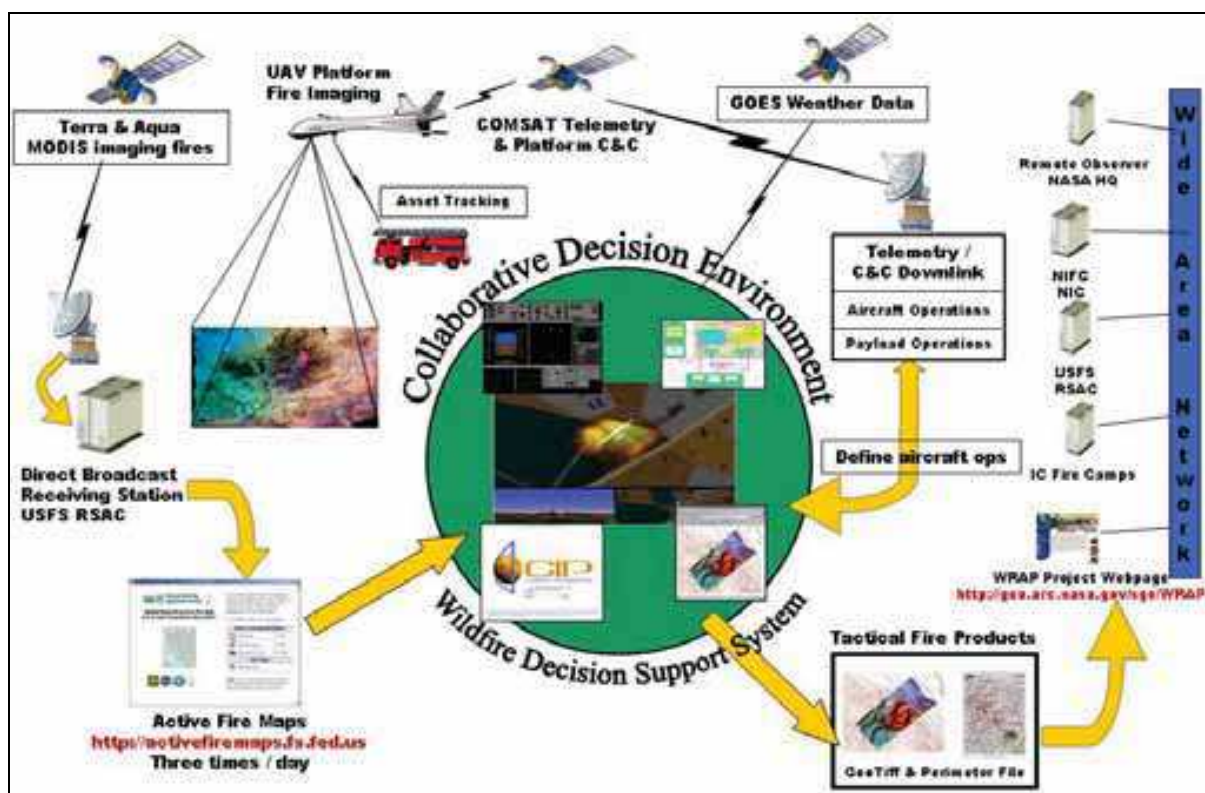 UAV Platform
Fire Imaging
Terra & Aqua
MODIS imaging fires
COMSAT Telemetry
& Platform C&C
GOES Weather Data
Asset Tracking
Remote Observer
NASA HQ
Telemetry /
C&C Downlink
Aircraft Operations
Payload Operations
NIFC
NIC
USFS
RSAC
IC Fire Camps
Wide Area Network
Collaborative Decision Environment
Define aircraft ops
Direct Broadcast
Receiving Station
USFS RSAC
CIP
Wildfire Decision Support System
WRAP Project Webpage
http://geo.arc.nasa.gov/sge/WRAP
Tactical Fire Products
Active Fire Maps
http://activefiremaps.fs.fed.us
Three times / day
GeoTiff & Perimeter File